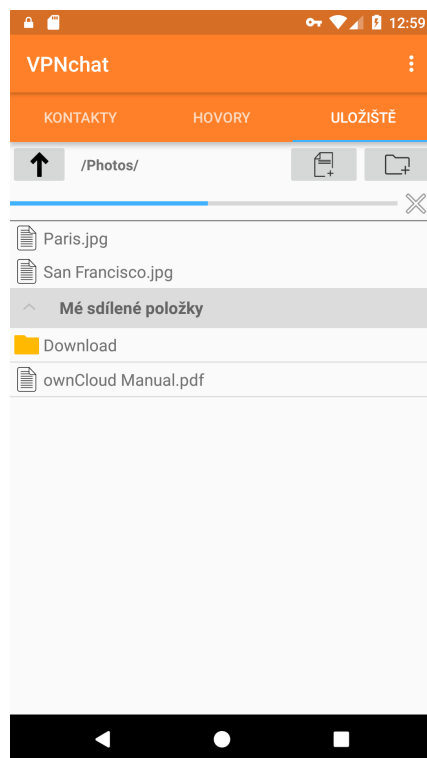 12:59
VPNchat
KONTAKTY HOVORY ULOŽIŠTĚ
/Photos/
Paris.jpg
San Francisco.jpg
Mé sdílené položky
Download
ownCloud Manual.pdf